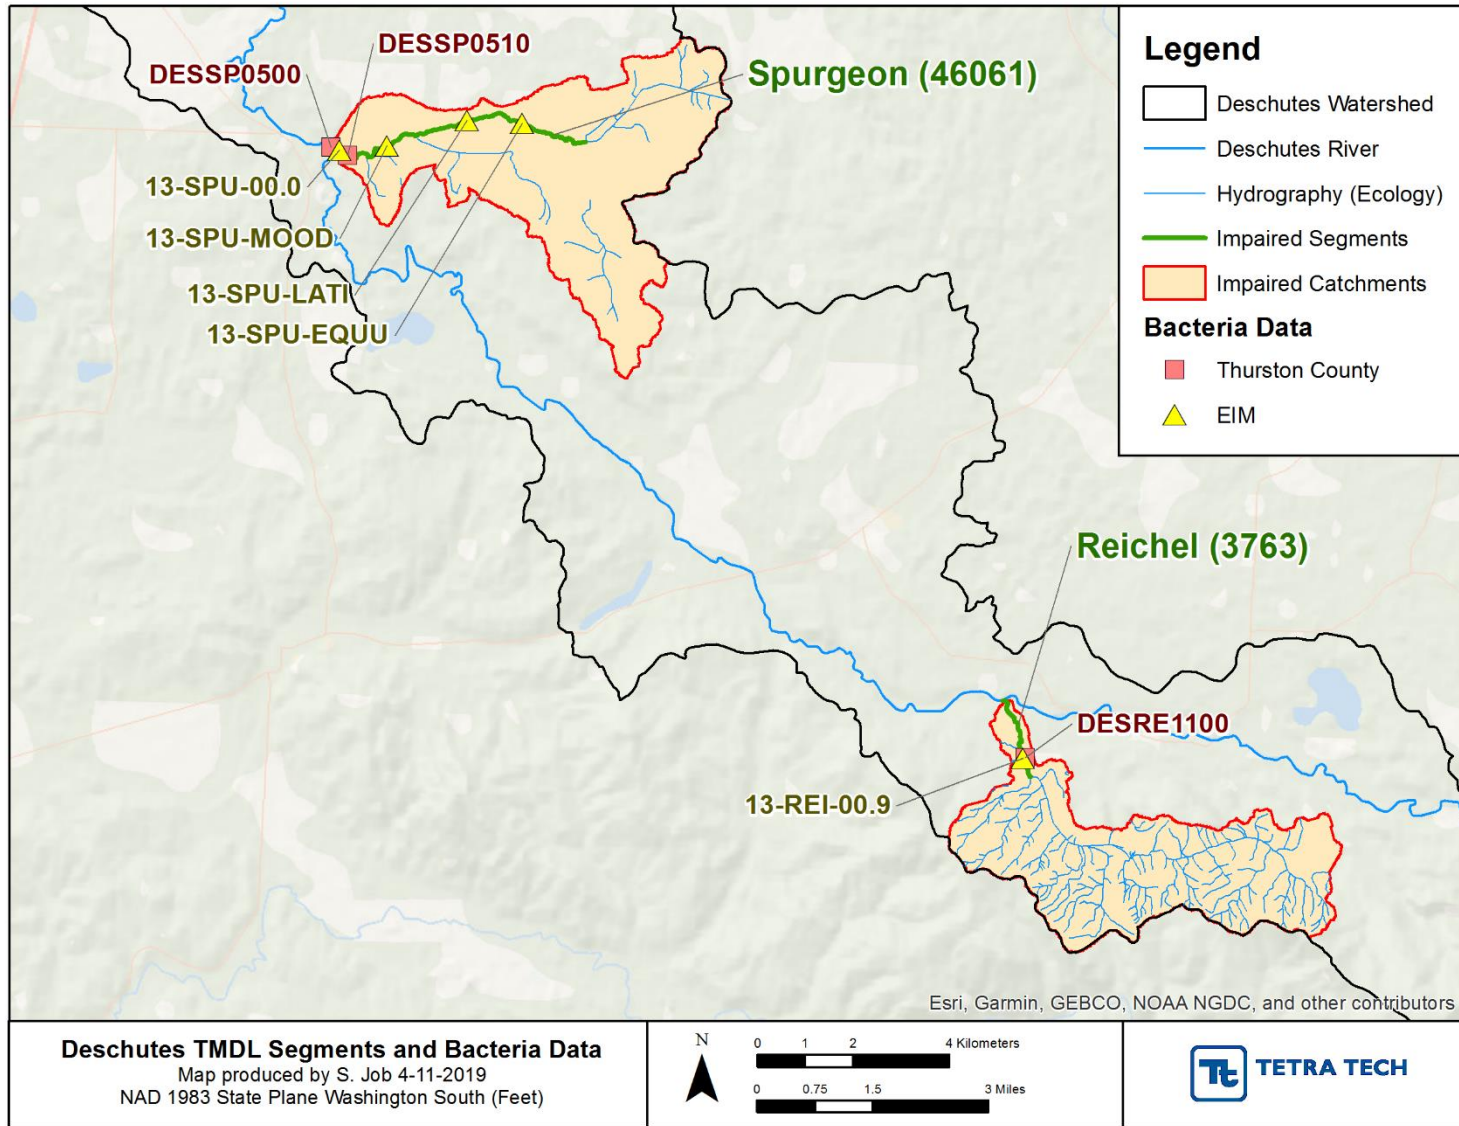 DESSP0510
DESSP0500
Spurgeon (46061)
13-SPU-00.0
13-SPU-MOOD
13-SPU-LATI
13-SPU-EQUU
Reichel (3763)
DESRE1100
13-REI-00.9
Legend
Deschutes Watershed
Deschutes River
Hydrography (Ecology)
Impaired Segments
Impaired Catchments
Bacteria Data
Thurston County
EIM
Esri, Garmin, GEBCO, NOAA NGDC, and other contributors
Deschutes TMDL Segments and Bacteria Data
Map produced by S. Job 4-11-2019
NAD 1983 State Plane Washington South (Feet)
N
0 1 2 4 Kilometers
0 0.75 1.5 3 Miles
Tt TETRA TECH